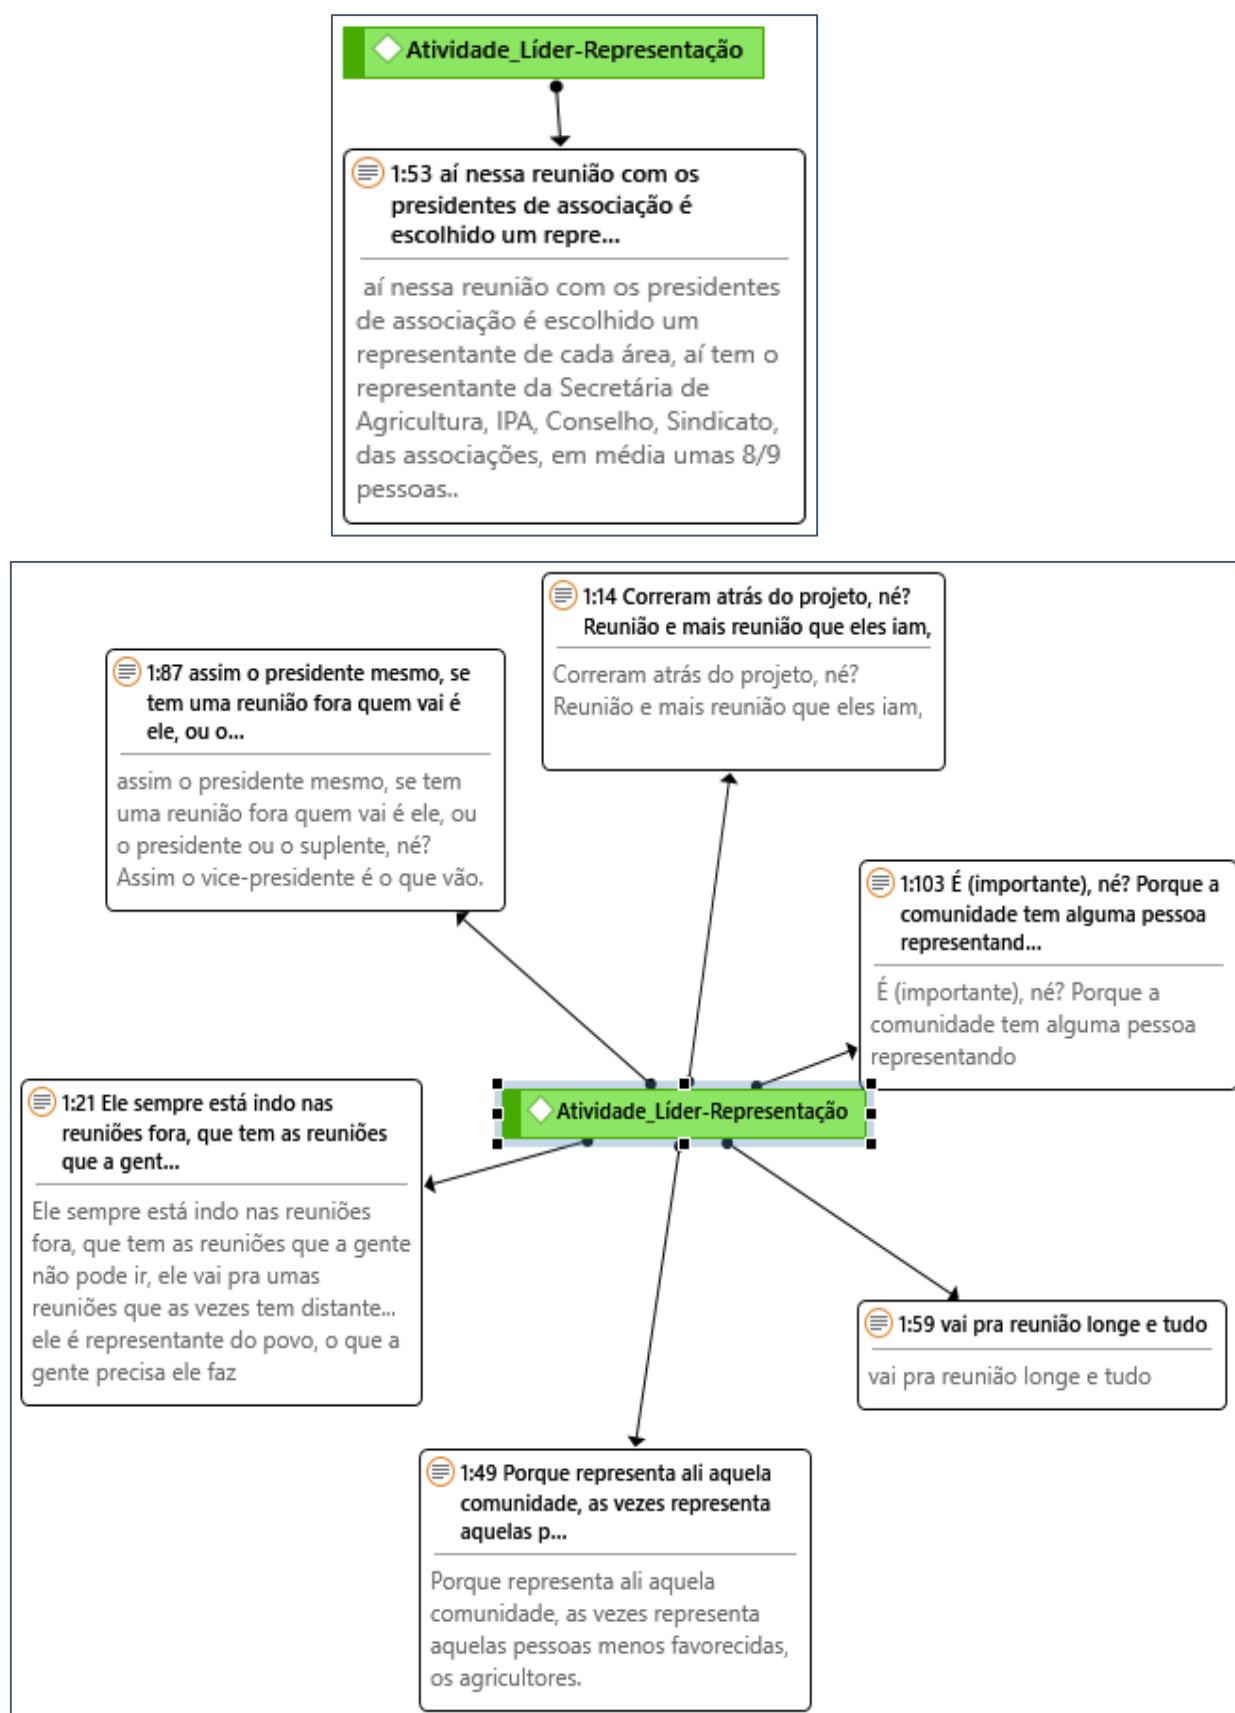 Atividade_Líder-Representação
1:53 aí nessa reunião com os
presidentes de associação é
escolhido um repre...
aí nessa reunião com os presidentes
de associação é escolhido um
representante de cada área, aí tem o
representante da Secretária de
Agricultura, IPA, Conselho, Sindicato,
das associações, em média umas 8/9
pessoas..
1:14 Correram atrás do projeto, né?
Reunião e mais reunião que eles iam,
Correram atrás do projeto, né?
Reunião e mais reunião que eles iam,
1:87 assim o presidente mesmo, se
tem uma reunião fora quem vai é
ele, ou o...
assim o presidente mesmo, se tem
uma reunião fora quem vai é ele, ou
o presidente ou o suplente, né?
Assim o vice-presidente é o que vão.
1:103 É (importante), né? Porque a
comunidade tem alguma pessoa
representand...
É (importante), né? Porque a
comunidade tem alguma pessoa
representando
Atividade_Líder-Representação
1:21 Ele sempre está indo nas
reuniões fora, que tem as reuniões
que a gent...
Ele sempre está indo nas reuniões
fora, que tem as reuniões que a gente
não pode ir, ele vai pra umas
reuniões que as vezes tem distante...
ele é representante do povo, o que a
gente precisa ele faz
1:59 vai pra reunião longe e tudo
vai pra reunião longe e tudo
1:49 Porque representa ali aquela
comunidade, as vezes representa
aquelas p...
Porque representa ali aquela
comunidade, as vezes representa
aquelas pessoas menos favorecidas,
os agricultores.